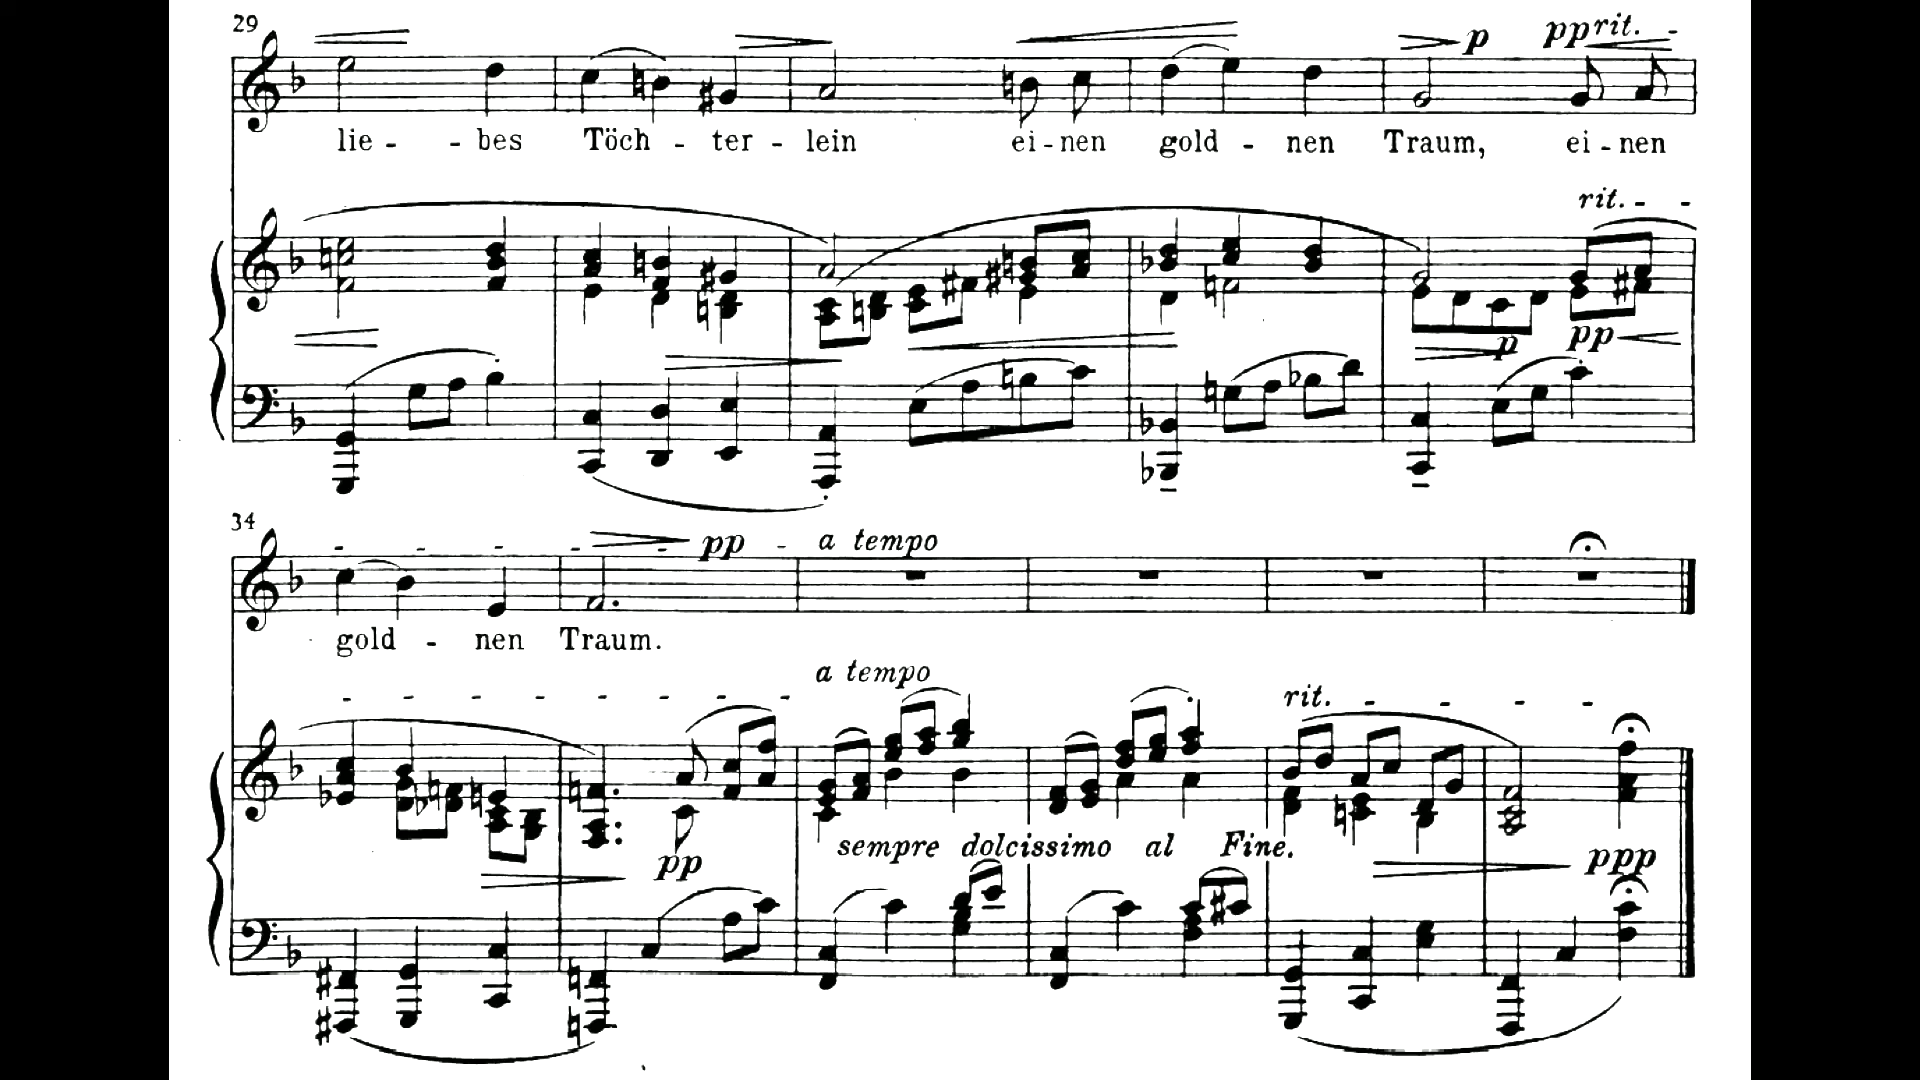 29
p pp rit. -
lie - - bes Töch - ter - lein ei - nen gold - nen Traum, ei - nen
rit. - -
p pp
34
- - - - - pp - a tempo
gold - nen Traum.
a tempo
- - - - - - - - rit. - - - -
sempre dolcissimo al Fine.
pp ppp